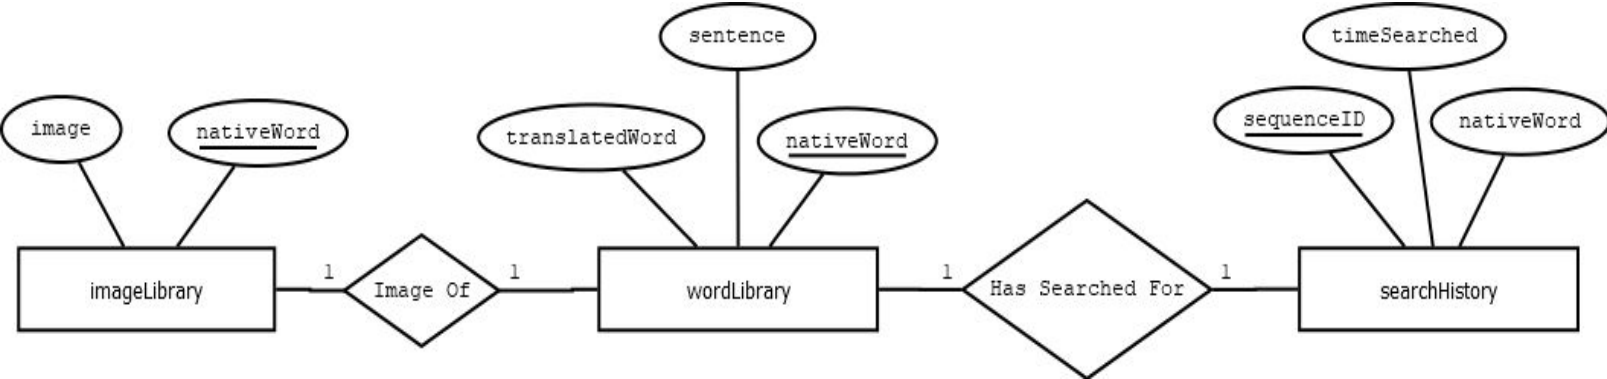 sentence
timeSearched
image
nativeWord
translatedWord
nativeWord
sequenceID
nativeWord
imageLibrary
1
Image Of
1
wordLibrary
1
Has Searched For
1
searchHistory